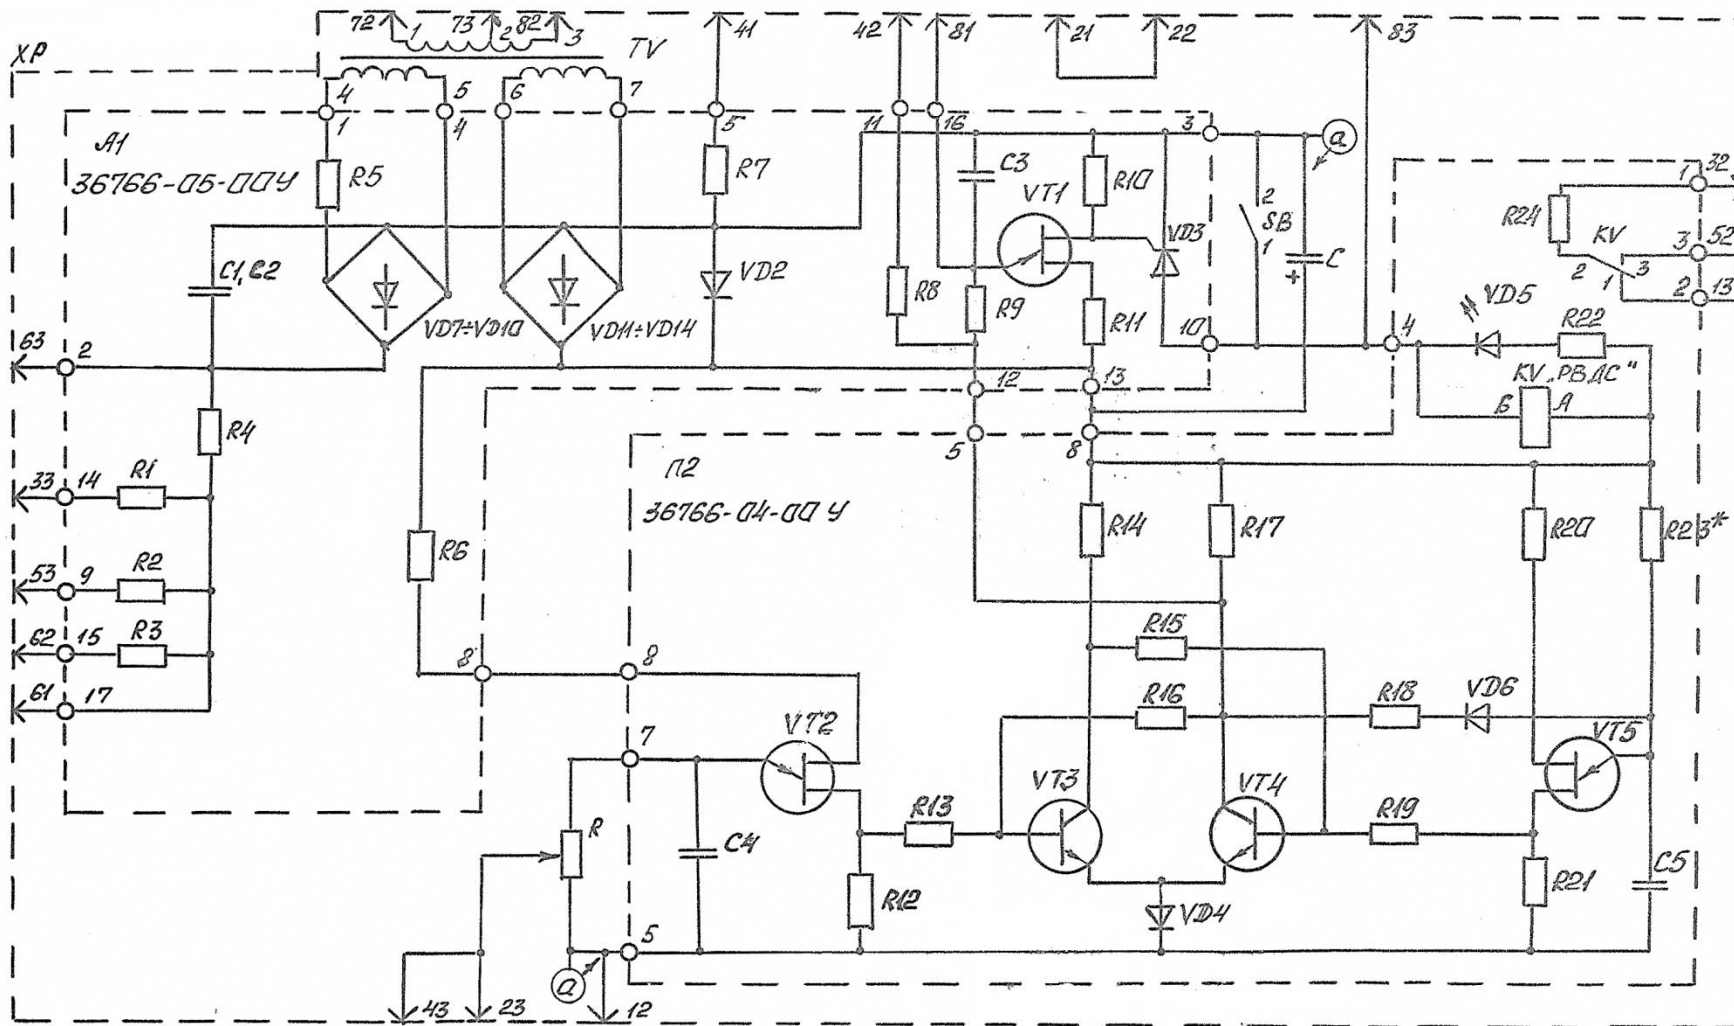 72 1 73 2 82 3 41 42 81 21 22 83
XP
TV
4 5 6 7
1 4 5 11 16 3 a
A1
36766-05-00У
R5 R7 C3 VT1 R10 VD3
2
SB
1
C
+
R24 KV
1 32
3 52
2 13
2 1 3
C1, C2
VD7÷VD10 VD11÷VD14
VD2
R8 R9 R11
10 4
VD5 R22
KV „РВДС"
Б А
63 2
R4
12 13
5 8
П2
36766-04-00У
33 14 R1
R6
R14 R17 R20 R23*
53 9 R2
62 15 R3
61 17
R15
8 8
R16 R18 VD6
VT2 VT5
7
VT3 VT4
R13 R19
R C4 R12
VD4
R21 C5
5
a
43 23 12